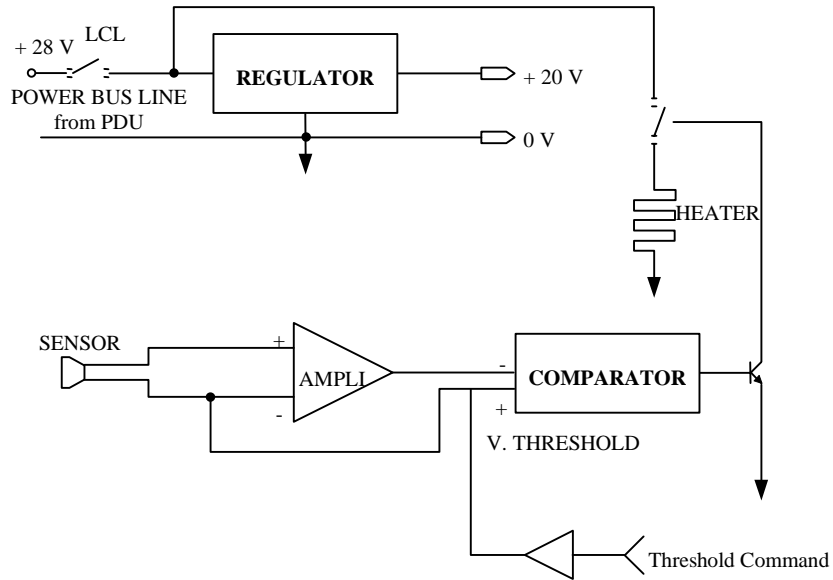 LCL
+ 28 V
REGULATOR
+ 20 V
POWER BUS LINE
from PDU
0 V
HEATER
SENSOR
+
-
AMPLI
-
+
COMPARATOR
V. THRESHOLD
Threshold Command